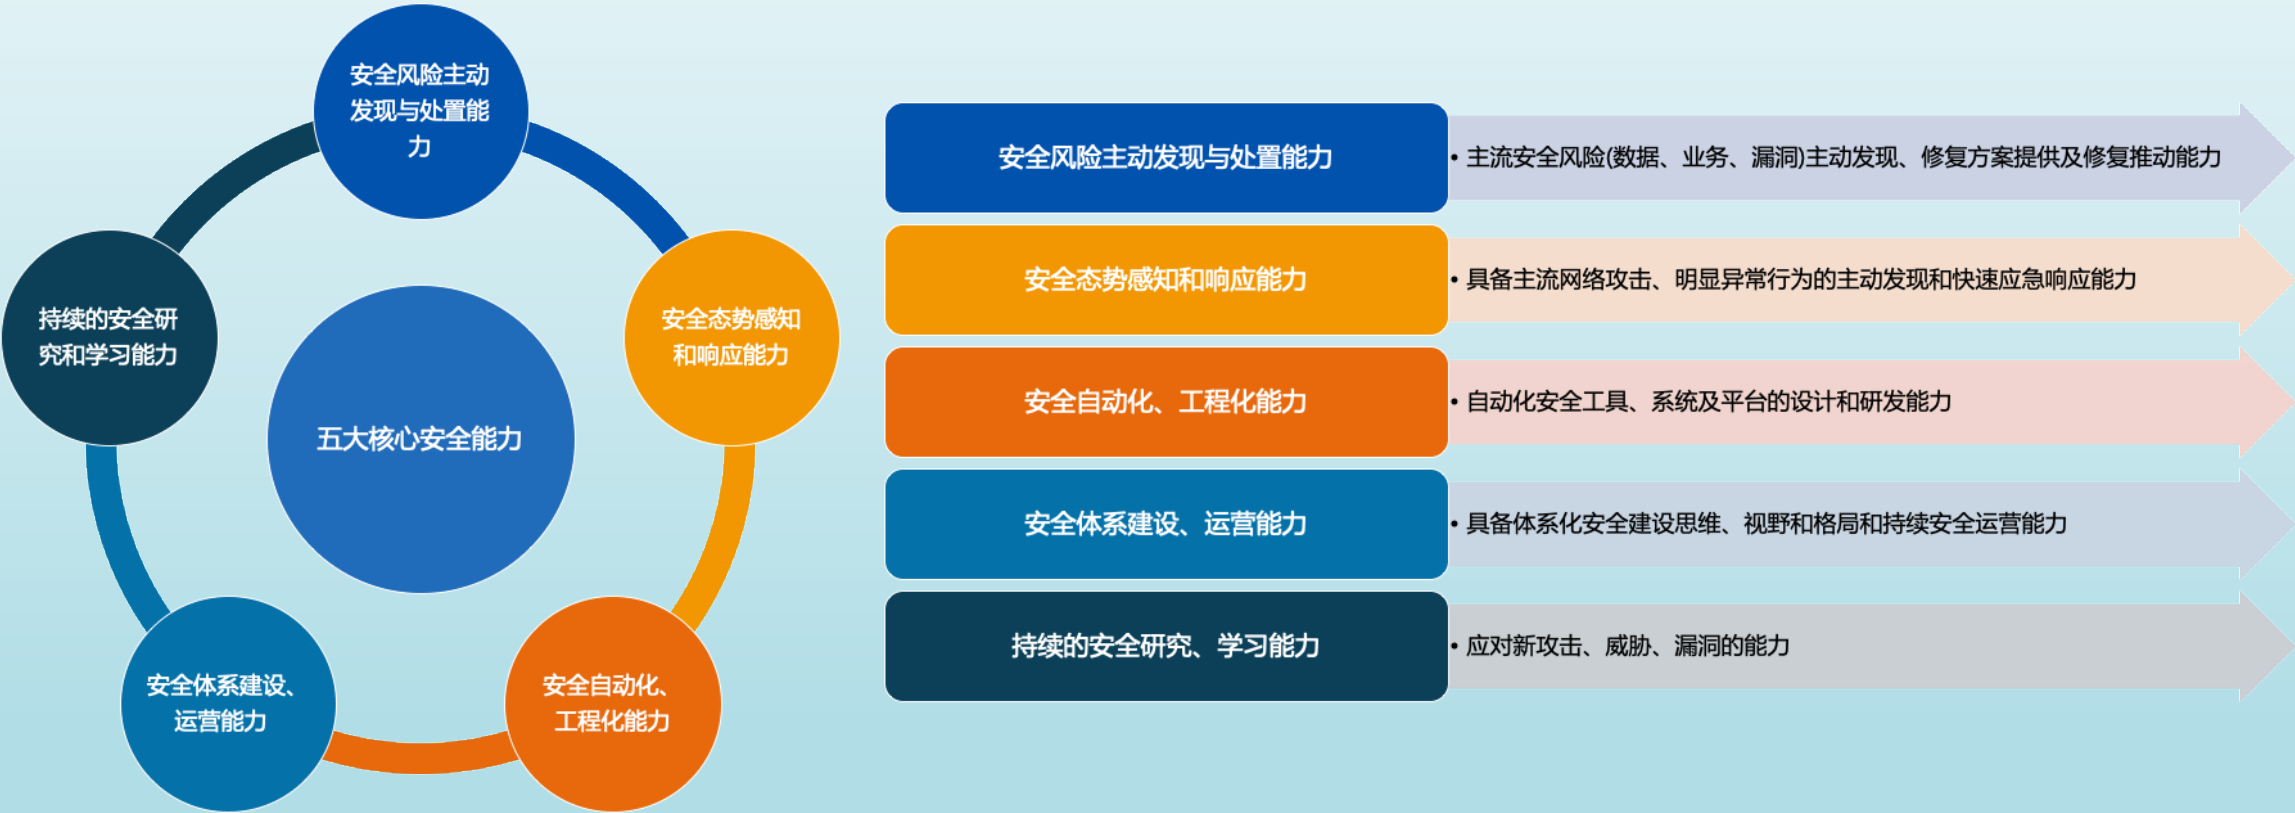 安全风险主动
发现与处置能
力
安全态势感知
和响应能力
安全自动化、
工程化能力
安全体系建设、
运营能力
持续的安全研
究和学习能力
五大核心安全能力
安全风险主动发现与处置能力
• 主流安全风险(数据、业务、漏洞)主动发现、修复方案提供及修复推动能力
安全态势感知和响应能力
• 具备主流网络攻击、明显异常行为的主动发现和快速应急响应能力
安全自动化、工程化能力
• 自动化安全工具、系统及平台的设计和研发能力
安全体系建设、运营能力
• 具备体系化安全建设思维、视野和格局和持续安全运营能力
持续的安全研究、学习能力
• 应对新攻击、威胁、漏洞的能力